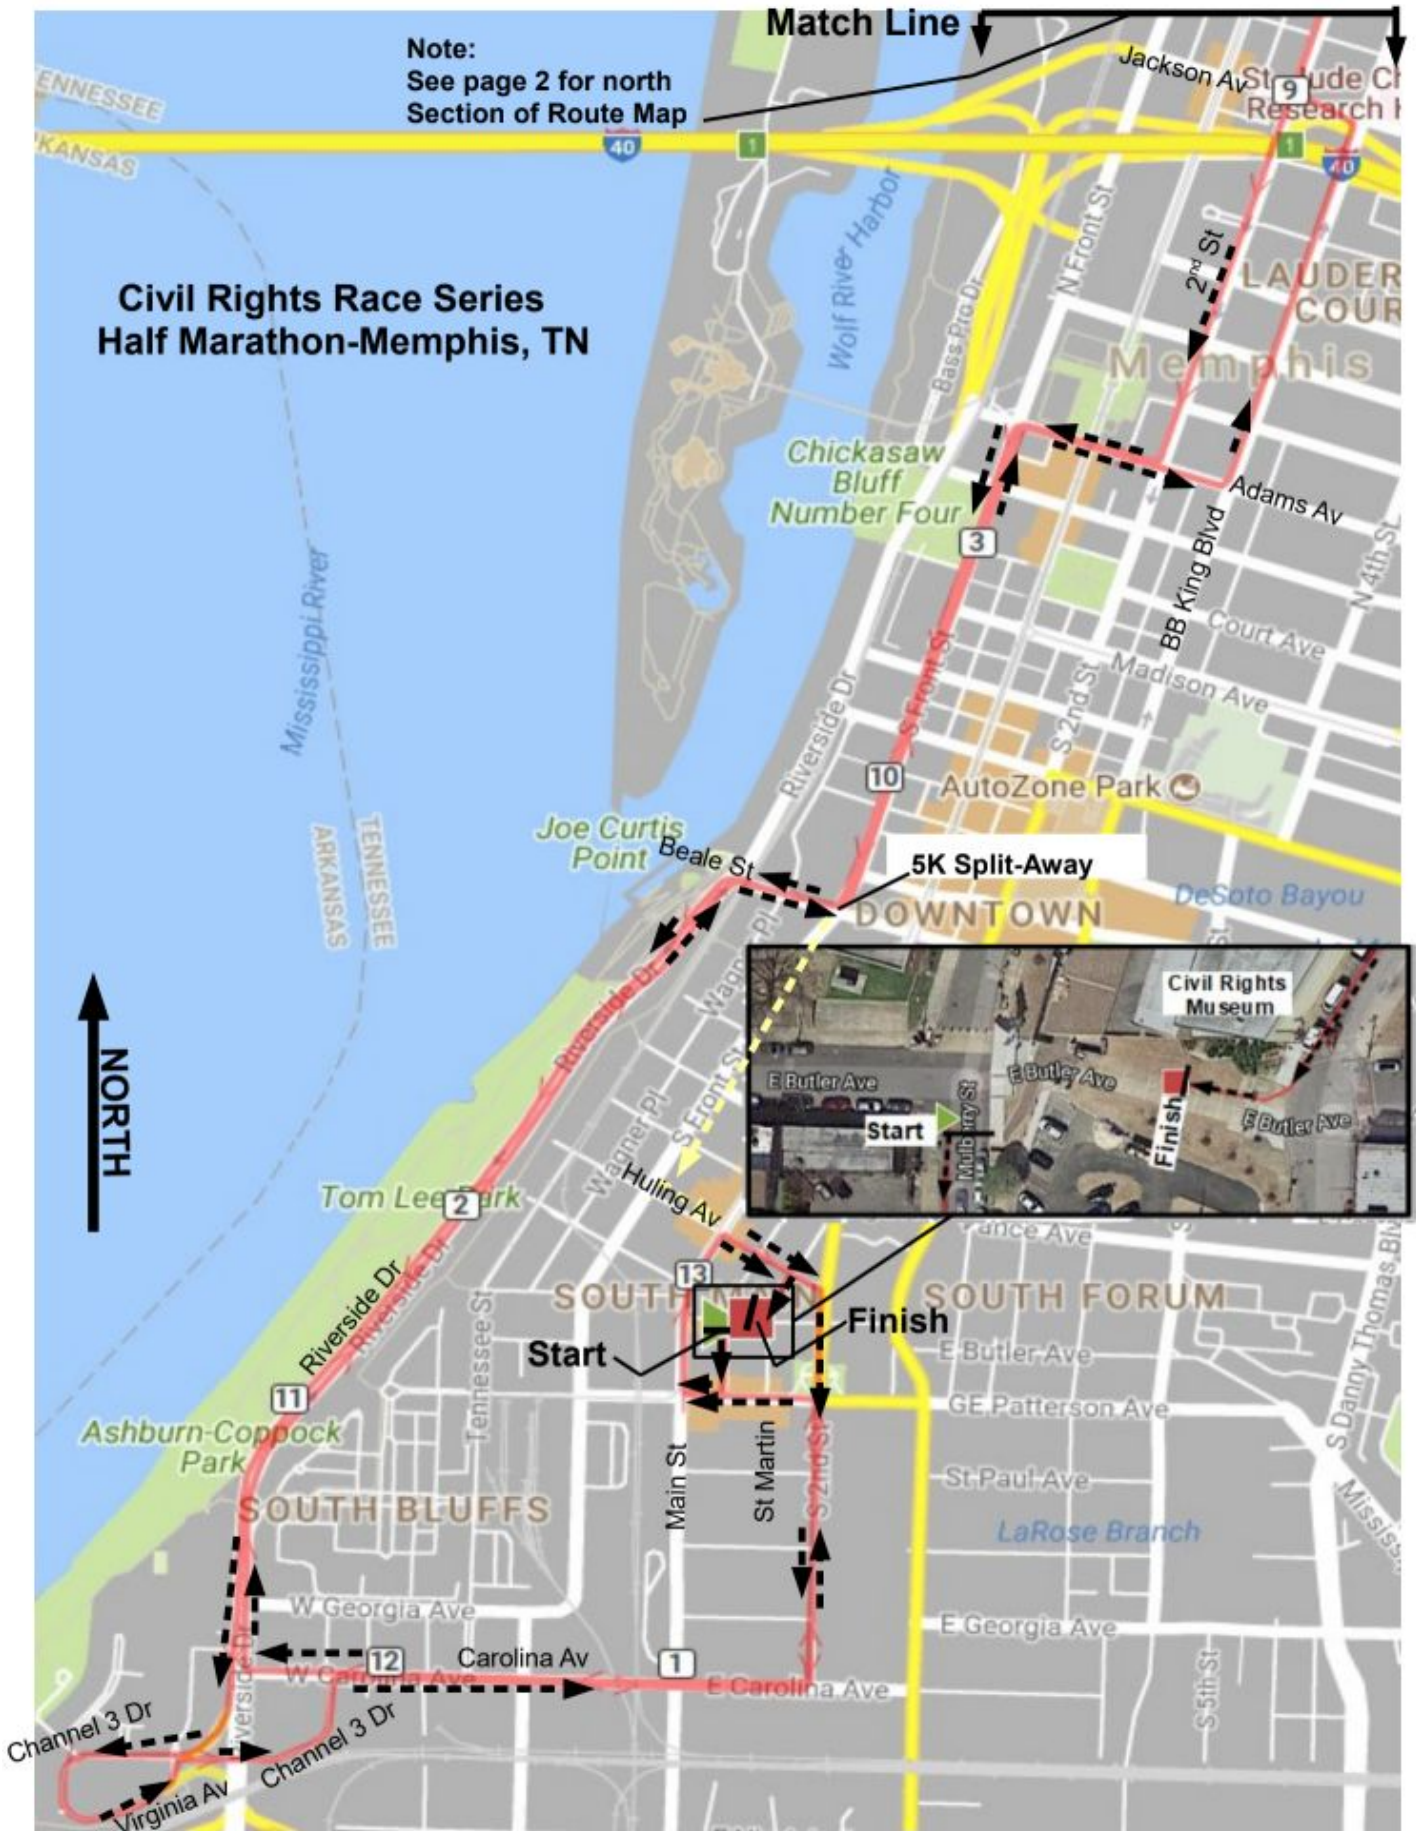 Match Line
Note:
See page 2 for north
Section of Route Map
Jackson Av
9
ENNESSEE
KANSAS
40
1
1
40
Research
Wolf River Harbor
N Front St
2nd St
LAUDER
COUR
Civil Rights Race Series
Half Marathon-Memphis, TN
Bass Pro Dr
Memphis
Chickasaw
Bluff
Number Four
Adams Av
3
BB King Blvd
N 4th St
Mississippi River
Court Ave
Madison Ave
S Front St
S 2nd St
Riverside Dr
10
AutoZone Park
Joe Curtis
Point
Beale St
5K Split-Away
TENNESSEE
ARKANSAS
DOWNTOWN
DeSoto Bayou
Riverside Dr
Civil Rights
Museum
E Butler Ave
E Butler Ave
Start
Mulberry St
Finish
E Butler Ave
NORTH
Wagner Pl
S Front St
Wagner Pl
Tom Lee Park
2
Huling Av
Riverside Dr
Riverside Dr
13
SOUTH MAIN
SOUTH FORUM
Start
Finish
E Butler Ave
Tennessee St
S Danny Thomas Blv
11
GE Patterson Ave
Ashburn-Coppock
Park
Main St
St Martin
S 2nd St
St Paul Ave
SOUTH BLUFFS
LaRose Branch
W Georgia Ave
E Georgia Ave
12
Carolina Av
1
W Carolina Ave
E Carolina Ave
S 5th St
Channel 3 Dr
Channel 3 Dr
Virginia Av